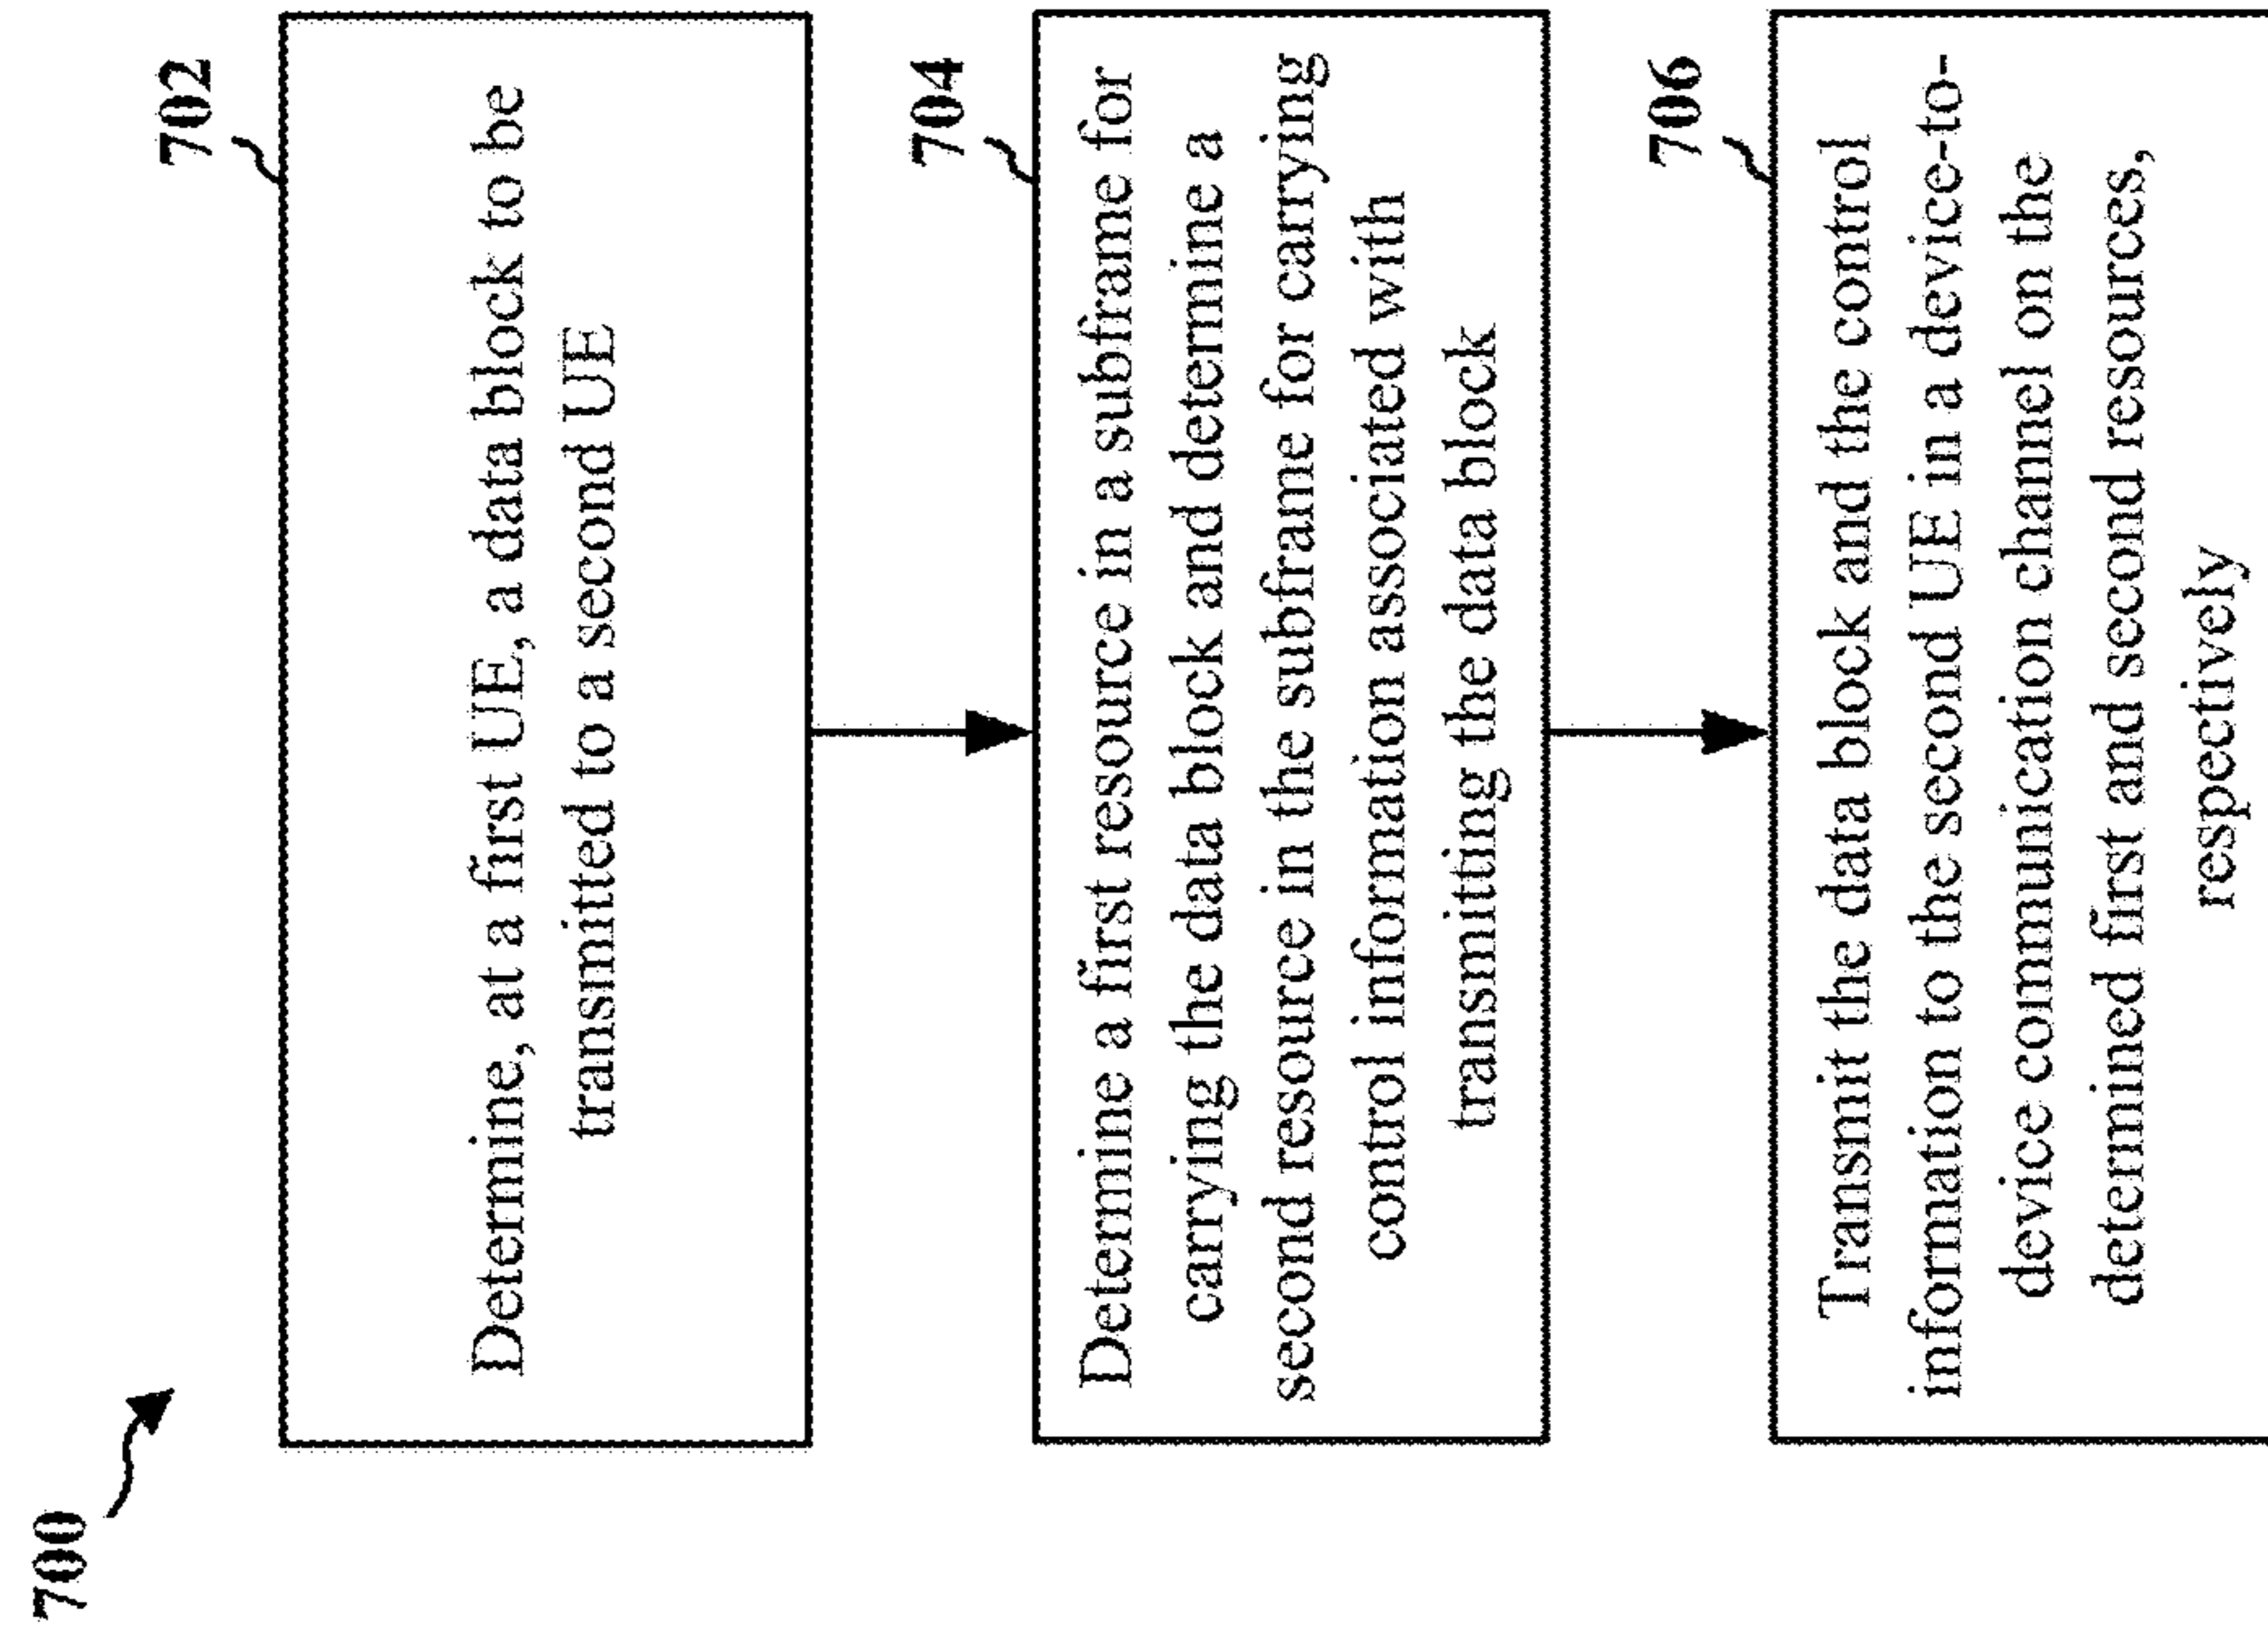 700
702
Determine, at a first UE, a data block to be
transmitted to a second UE
704
Determine a first resource in a subframe for
carrying the data block and determine a
second resource in the subframe for carrying
control information associated with
transmitting the data block
706
Transmit the data block and the control
information to the second UE in a device-to-
device communication channel on the
determined first and second resources,
respectively